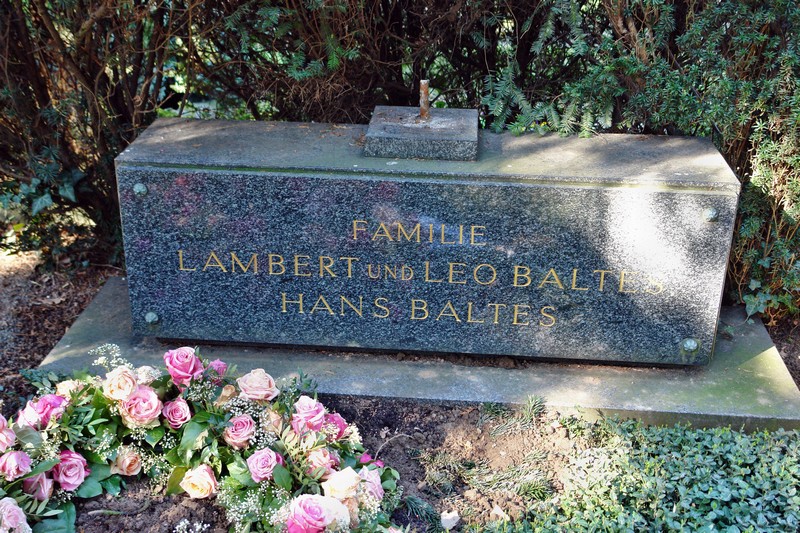 FAMILIE
LAMBERT UND LEO BALTES
HANS BALTES